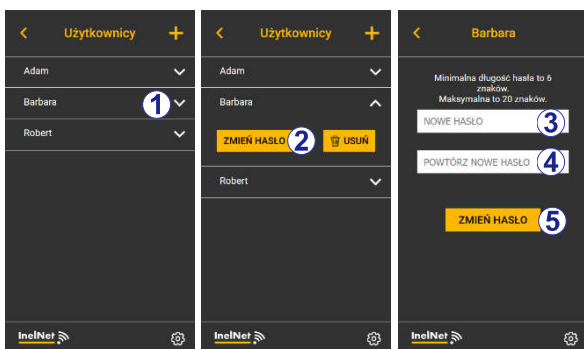 Użytkownicy
Adam
Barbara
1
Robert
InelNet
Użytkownicy
Adam
Barbara
ZMIEŃ HASŁO
2
USUŃ
Robert
InelNet
Barbara
Minimalna długość hasła to 6
znaków.
Maksymalna to 20 znaków.
NOWE HASŁO
3
POWTÓRZ NOWE HASŁO
4
ZMIEŃ HASŁO
5
InelNet